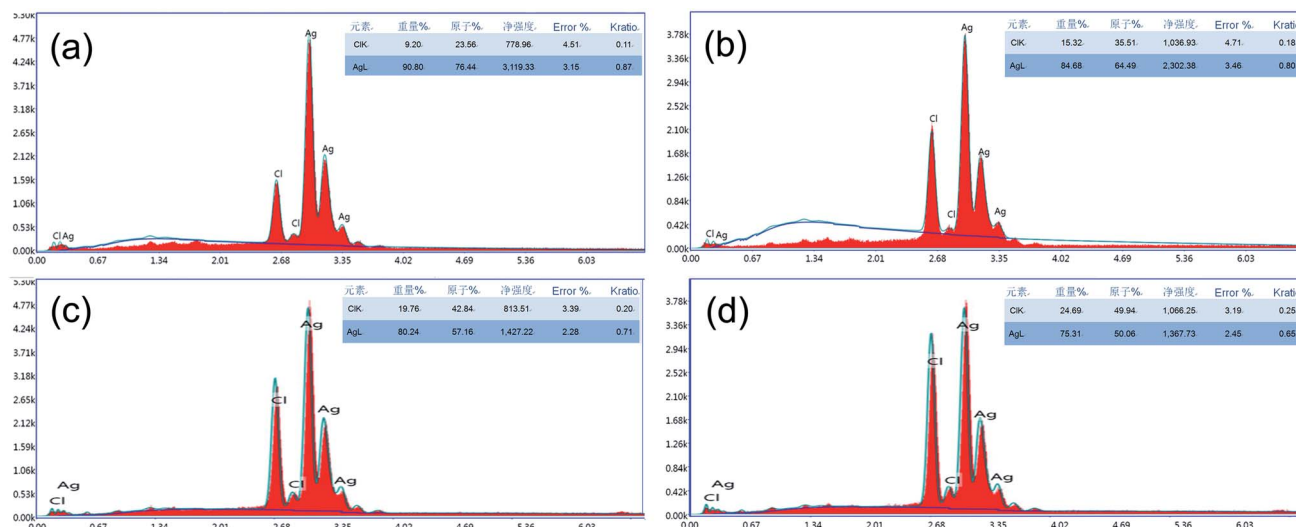 (a)
5.30k
4.77k
4.24k
3.71k
3.18k
2.65k
2.12k
1.59k
1.06k
0.53k
0.00k
元素 重量% 原子% 净强度 Error % Kratio
ClK 9.20 23.56 778.96 4.51 0.11
AgL 90.80 76.44 3,119.33 3.15 0.87
Ag
Ag
Cl
Cl
Ag
Cl Ag
0.00 0.67 1.34 2.01 2.68 3.35 4.02 4.69 5.36 6.03
(b)
3.78k
3.36k
2.94k
2.52k
2.10k
1.68k
1.26k
0.84k
0.42k
0.00k
元素 重量% 原子% 净强度 Error % Krati
ClK 15.32 35.51 1,036.93 4.71 0.18
AgL 84.68 64.49 2,302.38 3.46 0.80
Ag
Cl
Ag
Cl
Ag
Cl Ag
0.00 0.67 1.34 2.01 2.68 3.35 4.02 4.69 5.36 6.03
(c)
5.30k
4.77k
4.24k
3.71k
3.18k
2.65k
2.12k
1.59k
1.06k
0.53k
0.00k
元素 重量% 原子% 净强度 Error % Kratio
ClK 19.76 42.84 813.51 3.39 0.20
AgL 80.24 57.16 1,427.22 2.28 0.71
Ag
Cl
Ag
Cl
Ag
Ag
Cl
0.00 0.67 1.34 2.01 2.68 3.35 4.02 4.69 5.36 6.03
(d)
3.78k
3.36k
2.94k
2.52k
2.10k
1.68k
1.26k
0.84k
0.42k
0.00k
元素 重量% 原子% 净强度 Error % Krati
ClK 24.69 49.94 1,066.25 3.19 0.25
AgL 75.31 50.06 1,367.73 2.45 0.65
Ag
Cl
Ag
Cl
Ag
Ag
Cl
0.00 0.67 1.34 2.01 2.68 3.35 4.02 4.69 5.36 6.03